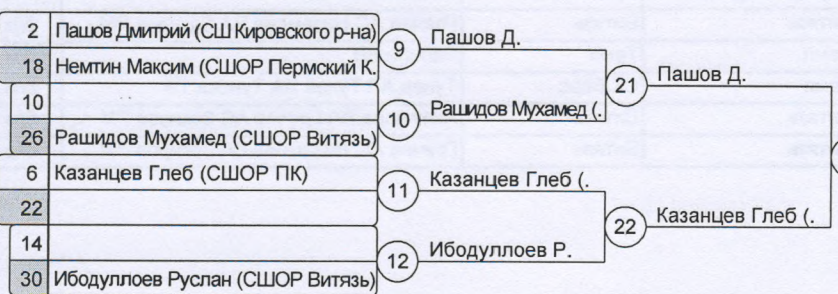 2 Пашов Дмитрий (СШ Кировского р-на)
18 Немтин Максим (СШОР Пермский К.
9 Пашов Д.
10
26 Рашидов Мухамед (СШОР Витязь)
10 Рашидов Мухамед (.
21 Пашов Д.
6 Казанцев Глеб (СШОР ПК)
22
11 Казанцев Глеб (.
14
30 Ибодуллоев Руслан (СШОР Витязь)
12 Ибодуллоев Р.
22 Казанцев Глеб (.